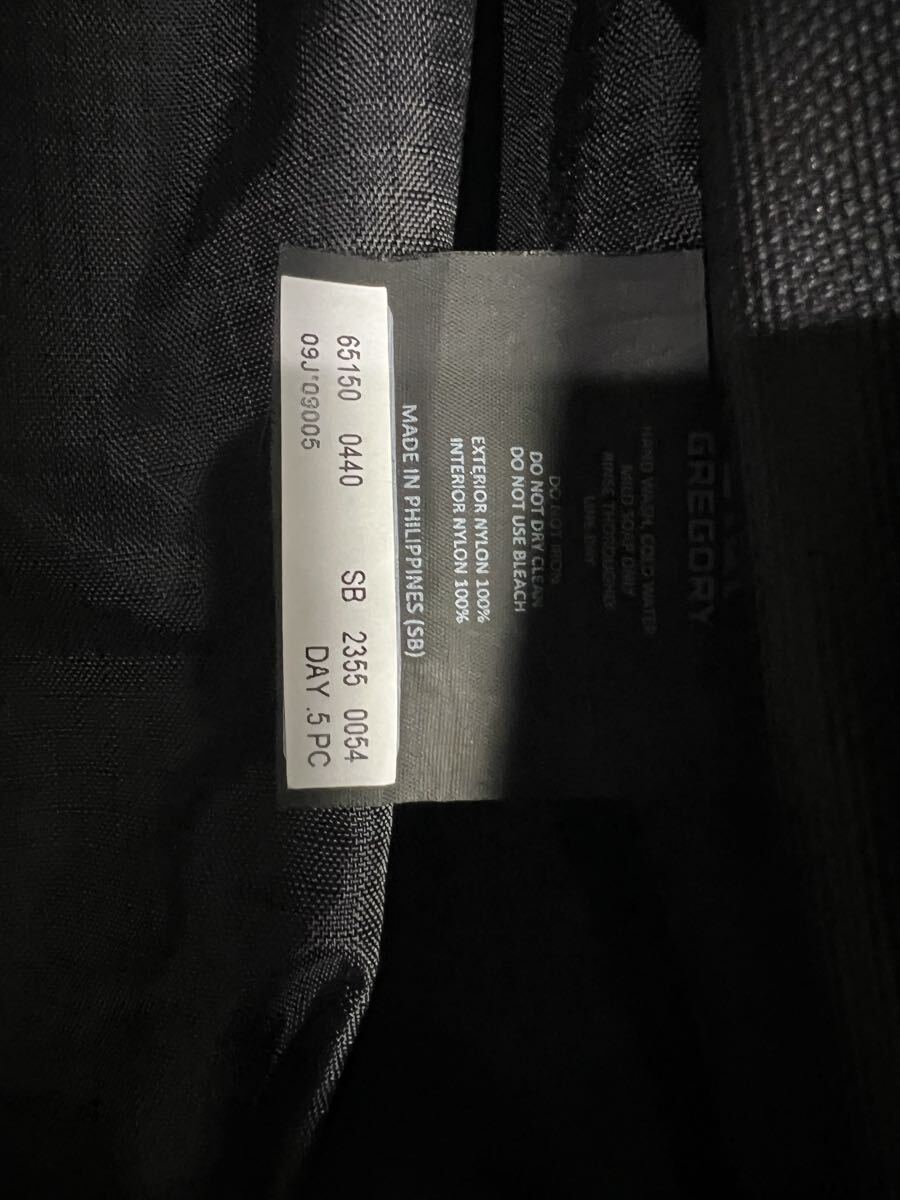 GREGORY
HAND WASH, COLD WATER
MILD SOAP ONLY
RINSE THOROUGHLY
LINE DRY
DO NOT IRON
DO NOT DRY CLEAN
DO NOT USE BLEACH
EXTERIOR NYLON 100%
INTERIOR NYLON 100%
MADE IN PHILIPPINES (SB)
65150 0440 SB 2355 0054
09J*09005 DAY .5 PC